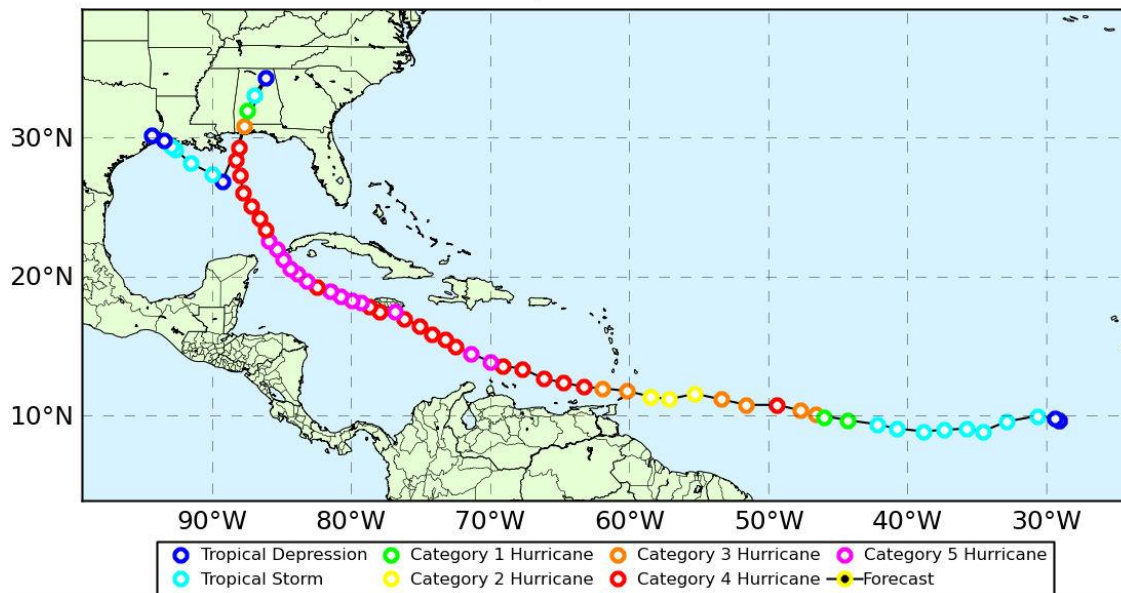 30°N
20°N
10°N
90°W 80°W 70°W 60°W 50°W 40°W 30°W
Tropical Depression Category 1 Hurricane Category 3 Hurricane Category 5 Hurricane
Tropical Storm Category 2 Hurricane Category 4 Hurricane Forecast